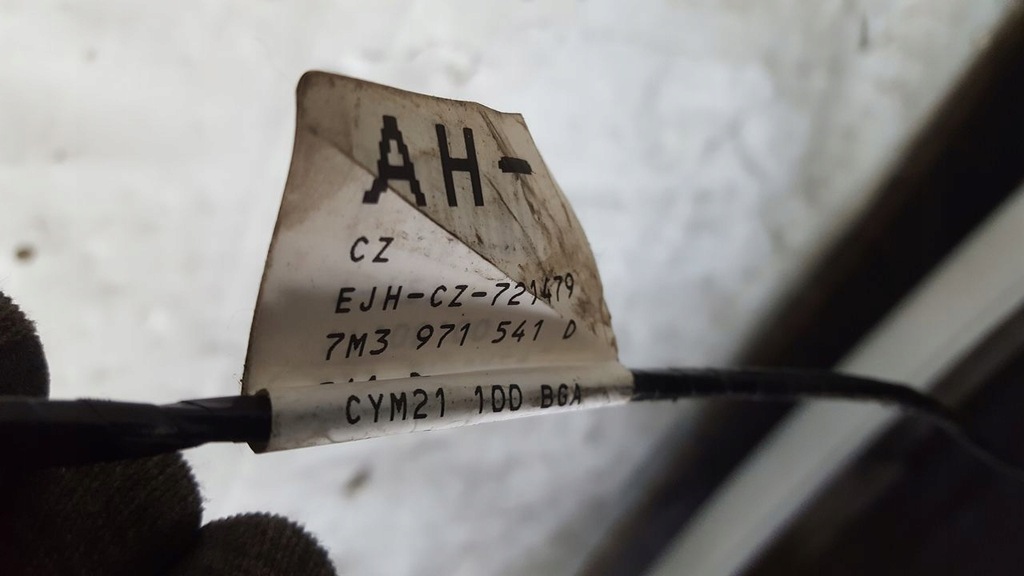 AH-
CZ
EJH-CZ-721479
7M3 971 541 D
CYM21 1DD BGA